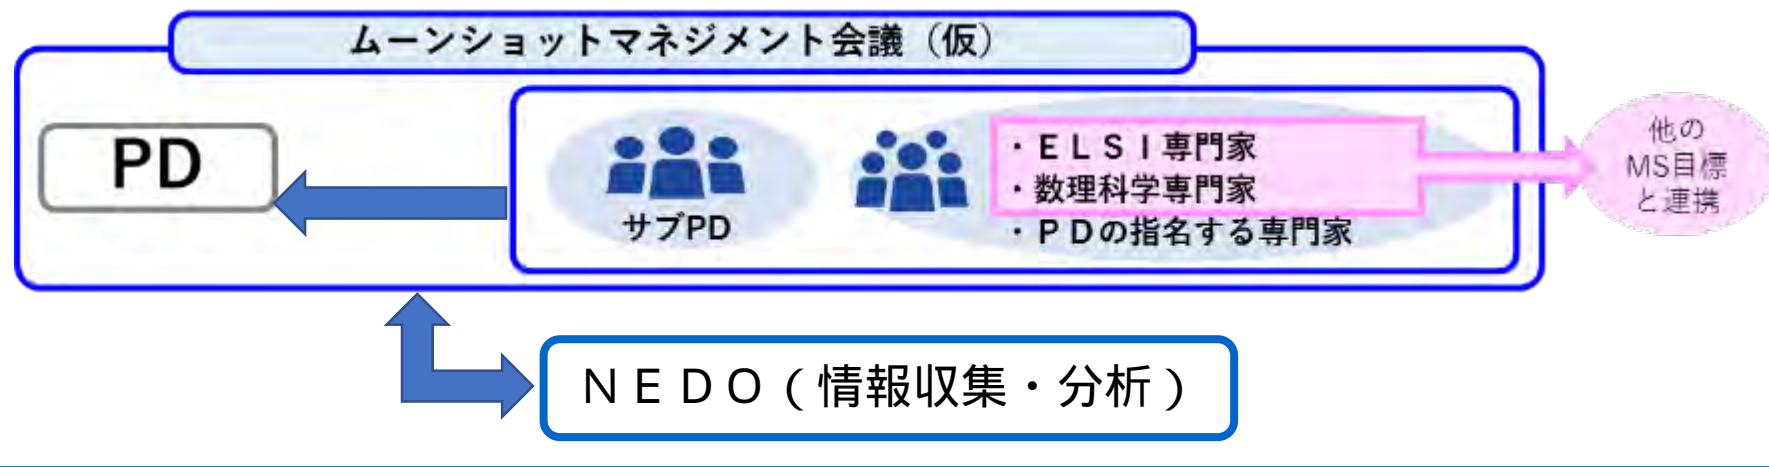 ムーンショットマネジメント会議（仮）
PD
サブPD
・ＥＬＳＩ専門家
・数理科学専門家
・ＰＤの指名する専門家
他の
MS目標
と連携
ＮＥＤＯ（情報収集・分析）